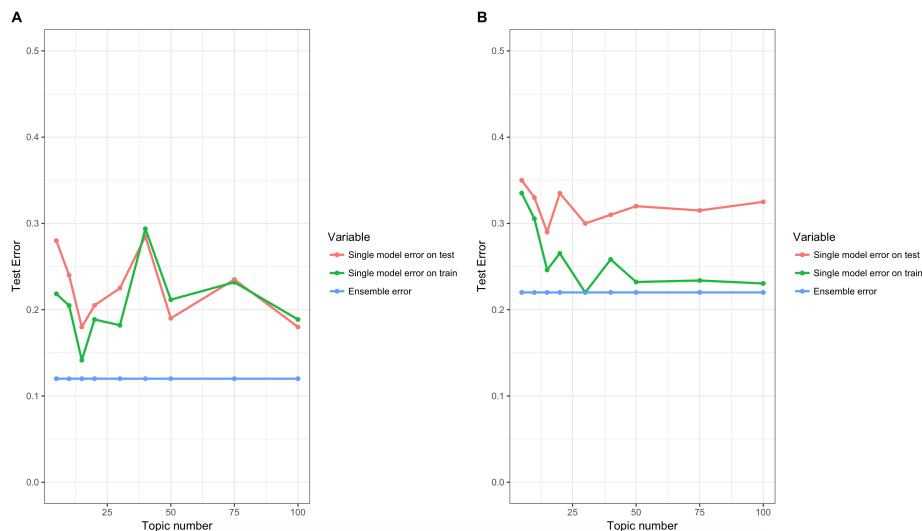 A
0.5
0.4
0.3
0.2
0.1
0.0
Test Error
25
50
75
100
Topic number
Variable
Single model error on test
Single model error on train
Ensemble error
B
0.5
0.4
0.3
0.2
0.1
0.0
Test Error
25
50
75
100
Topic number
Variable
Single model error on test
Single model error on train
Ensemble error